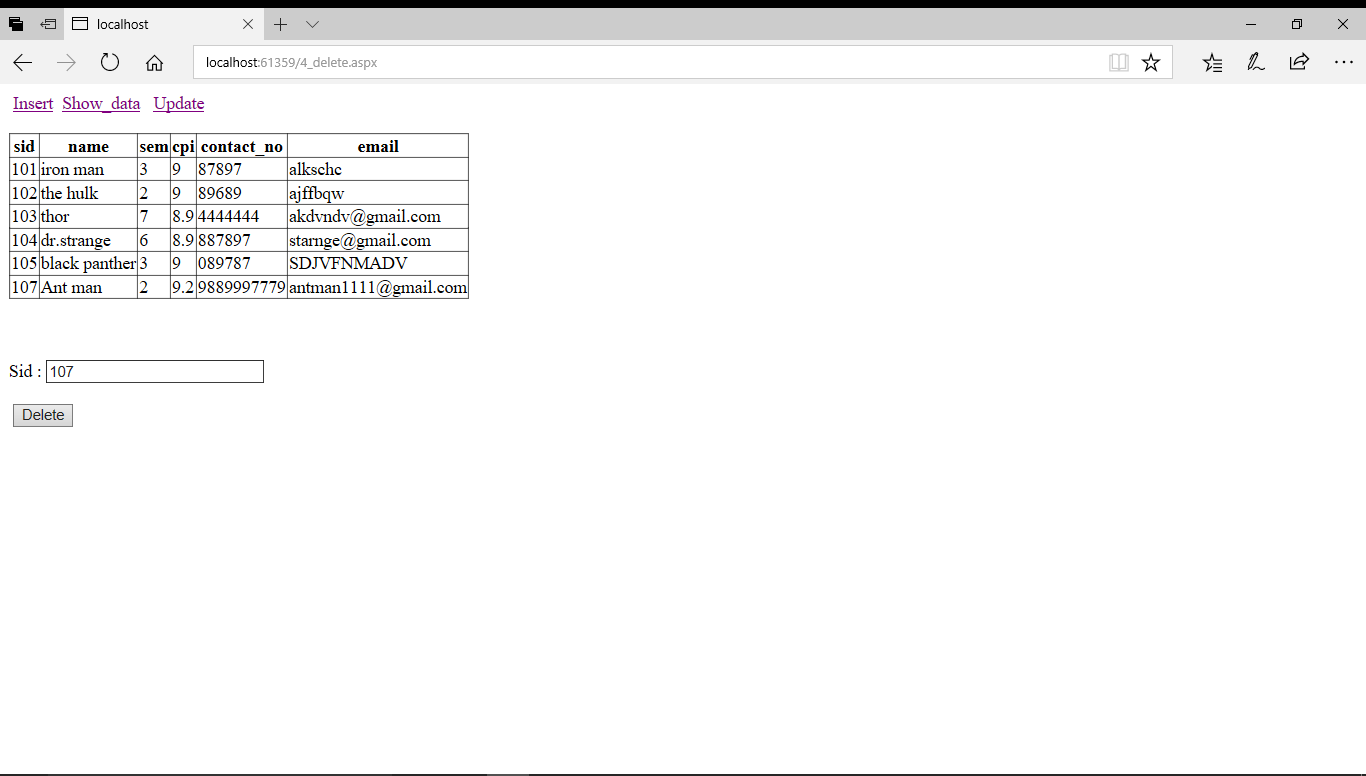 localhost
localhost:61359/4_delete.aspx
Insert Show_data Update
sid name sem cpi contact_no email
101 iron man 3 9 87897 alkschc
102 the hulk 2 9 89689 ajffbqw
103 thor 7 8.9 4444444 akdvndv@gmail.com
104 dr.strange 6 8.9 887897 starnge@gmail.com
105 black panther 3 9 089787 SDJVFNMADV
107 Ant man 2 9.2 9889997779 antman1111@gmail.com
Sid : 107
Delete